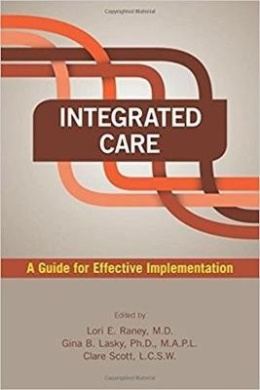 INTEGRATED
CARE
A Guide for Effective Implementation
Edited by
Lori E. Raney, M.D.
Gina B. Lasky, Ph.D., M.A.P.L.
Clare Scott, L.C.S.W.